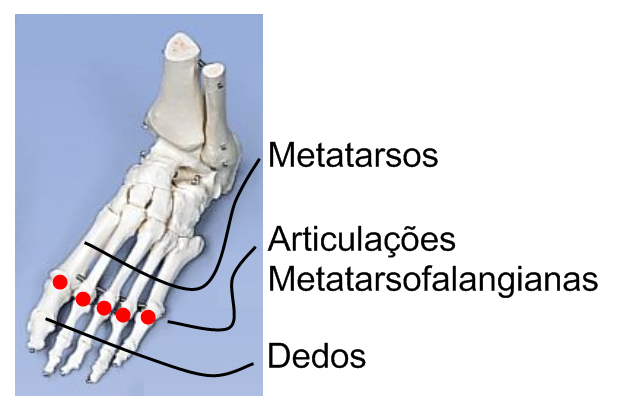 Metatarsos
Articulações
Metatarsofalangianas
Dedos